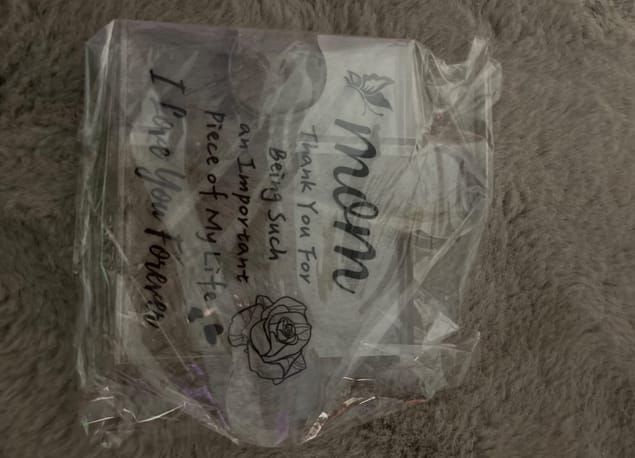 mom
Thank You For
Being Such
an Important
Piece of My Life
I Love You Forever